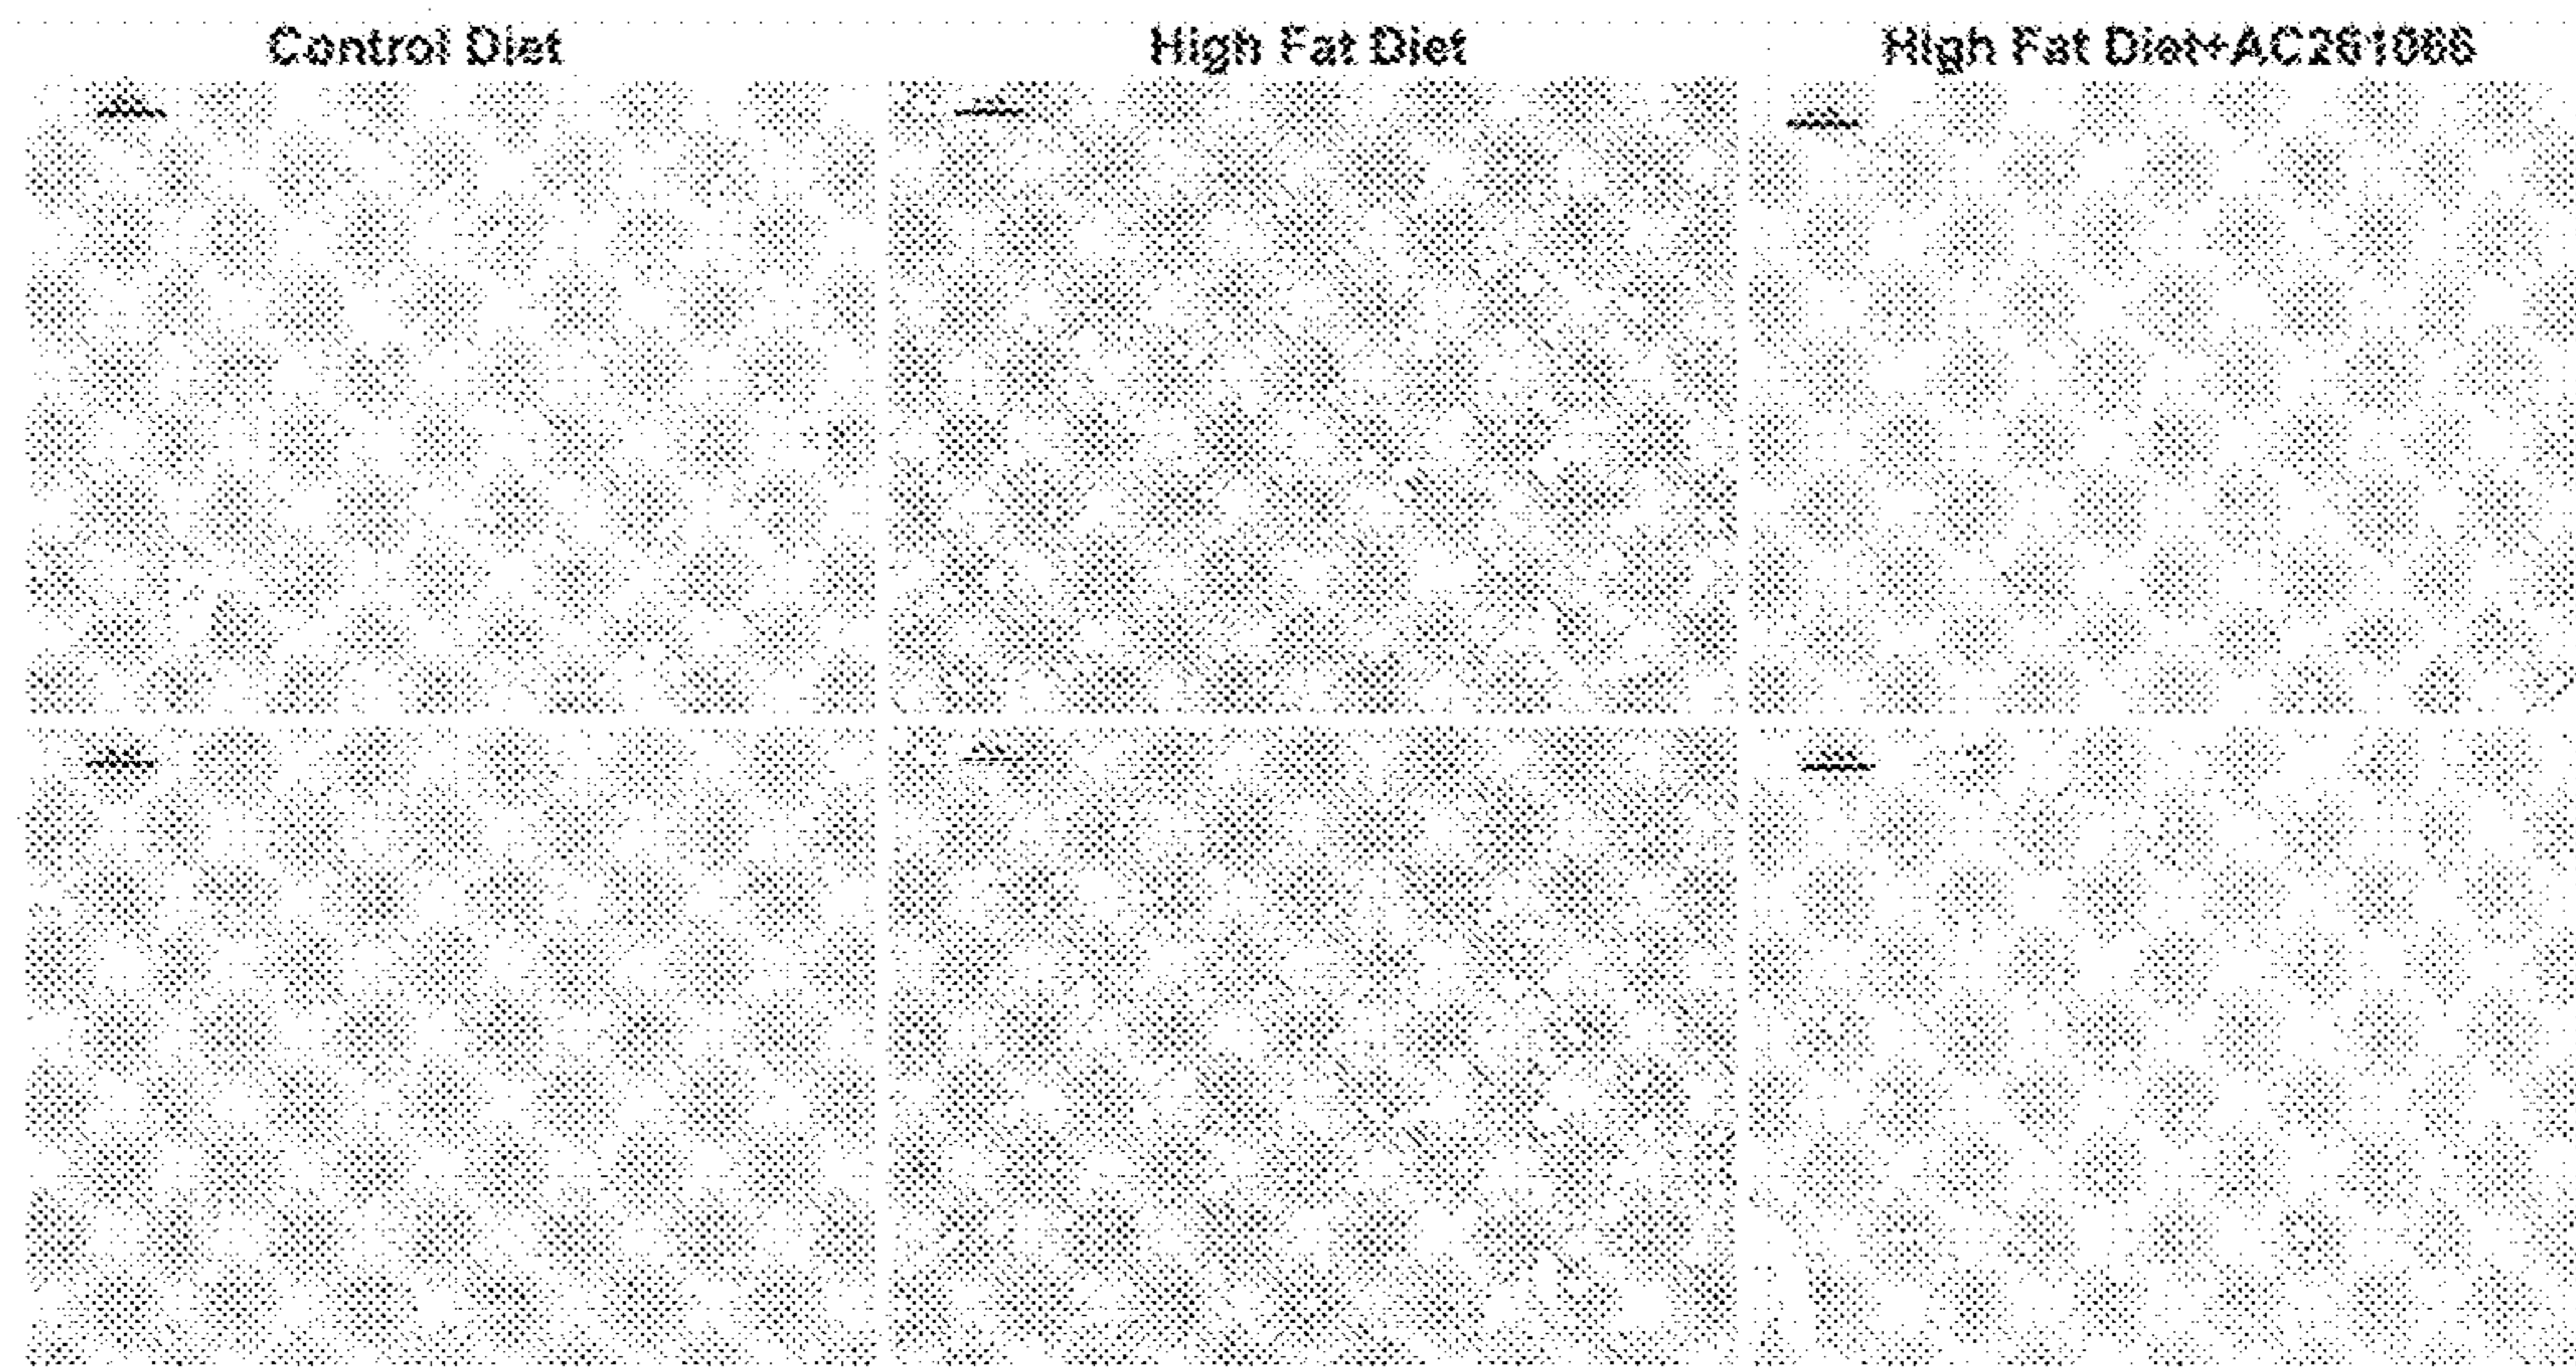 Control Diet
High Fat Diet
High Fat Diet+AC261066